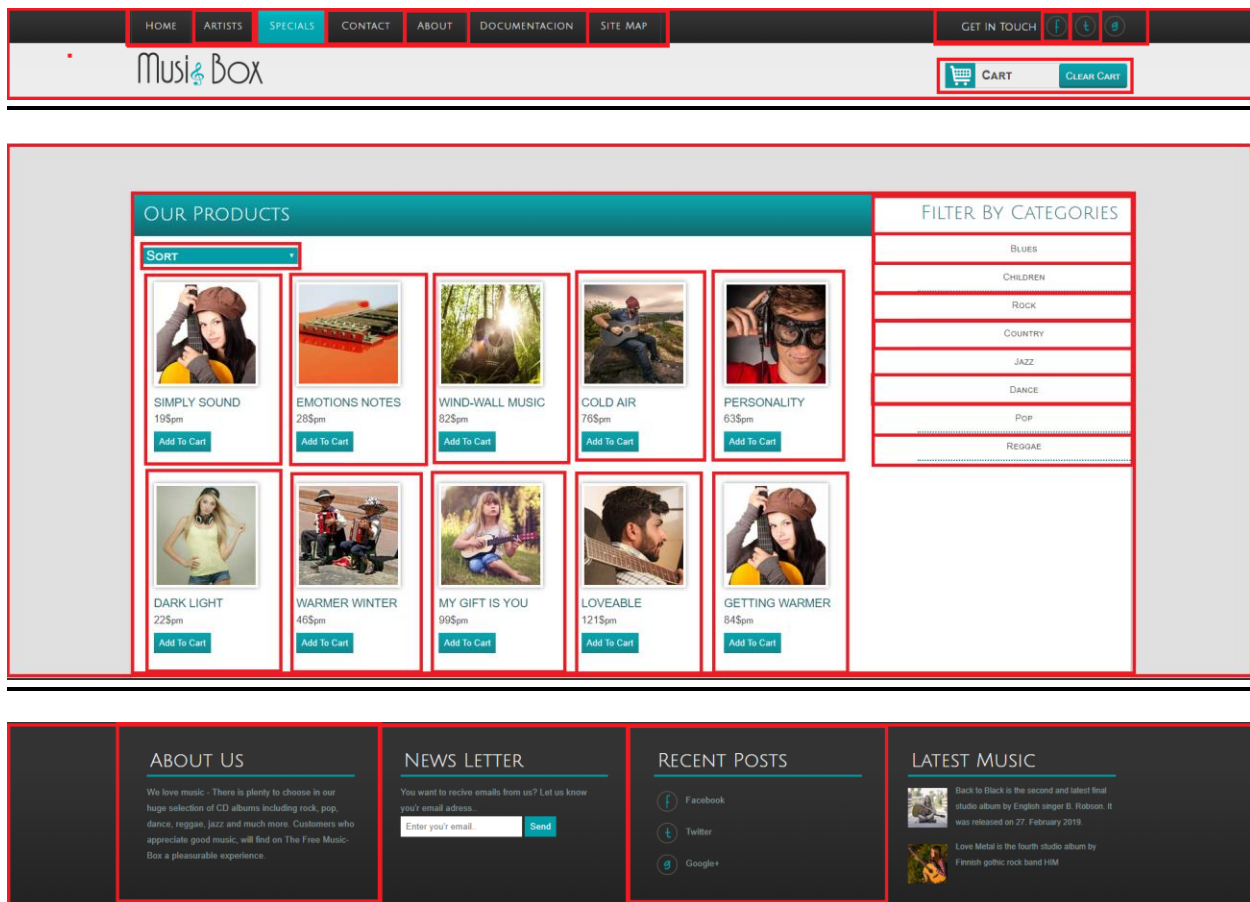 Home Artists Specials Contact About Documentacion Site Map Get in Touch f t g
Music Box
Cart Clear Cart
Our Products
Filter By Categories
Sort
Blues
Children
Rock
Country
Jazz
Dance
Pop
Reggae
SIMPLY SOUND
19$pm
Add To Cart
EMOTIONS NOTES
28$pm
Add To Cart
WIND-WALL MUSIC
82$pm
Add To Cart
COLD AIR
76$pm
Add To Cart
PERSONALITY
63$pm
Add To Cart
DARK LIGHT
22$pm
Add To Cart
WARMER WINTER
46$pm
Add To Cart
MY GIFT IS YOU
99$pm
Add To Cart
LOVEABLE
121$pm
Add To Cart
GETTING WARMER
84$pm
Add To Cart
About Us
We love music - There is plenty to choose in our
huge selection of CD albums including rock, pop,
dance, reggae, jazz and much more. Customers who
appreciate good music, will find on The Free Music-
Box a pleasurable experience.
News Letter
You want to recive emails from us? Let us know
you'r email adress..
Enter you'r email.. Send
Recent Posts
f Facebook
t Twitter
g Google+
Latest Music
Back to Black is the second and latest final
studio album by English singer B. Robson. It
was released on 27. February 2019.
Love Metal is the fourth studio album by
Finnish gothic rock band HIM